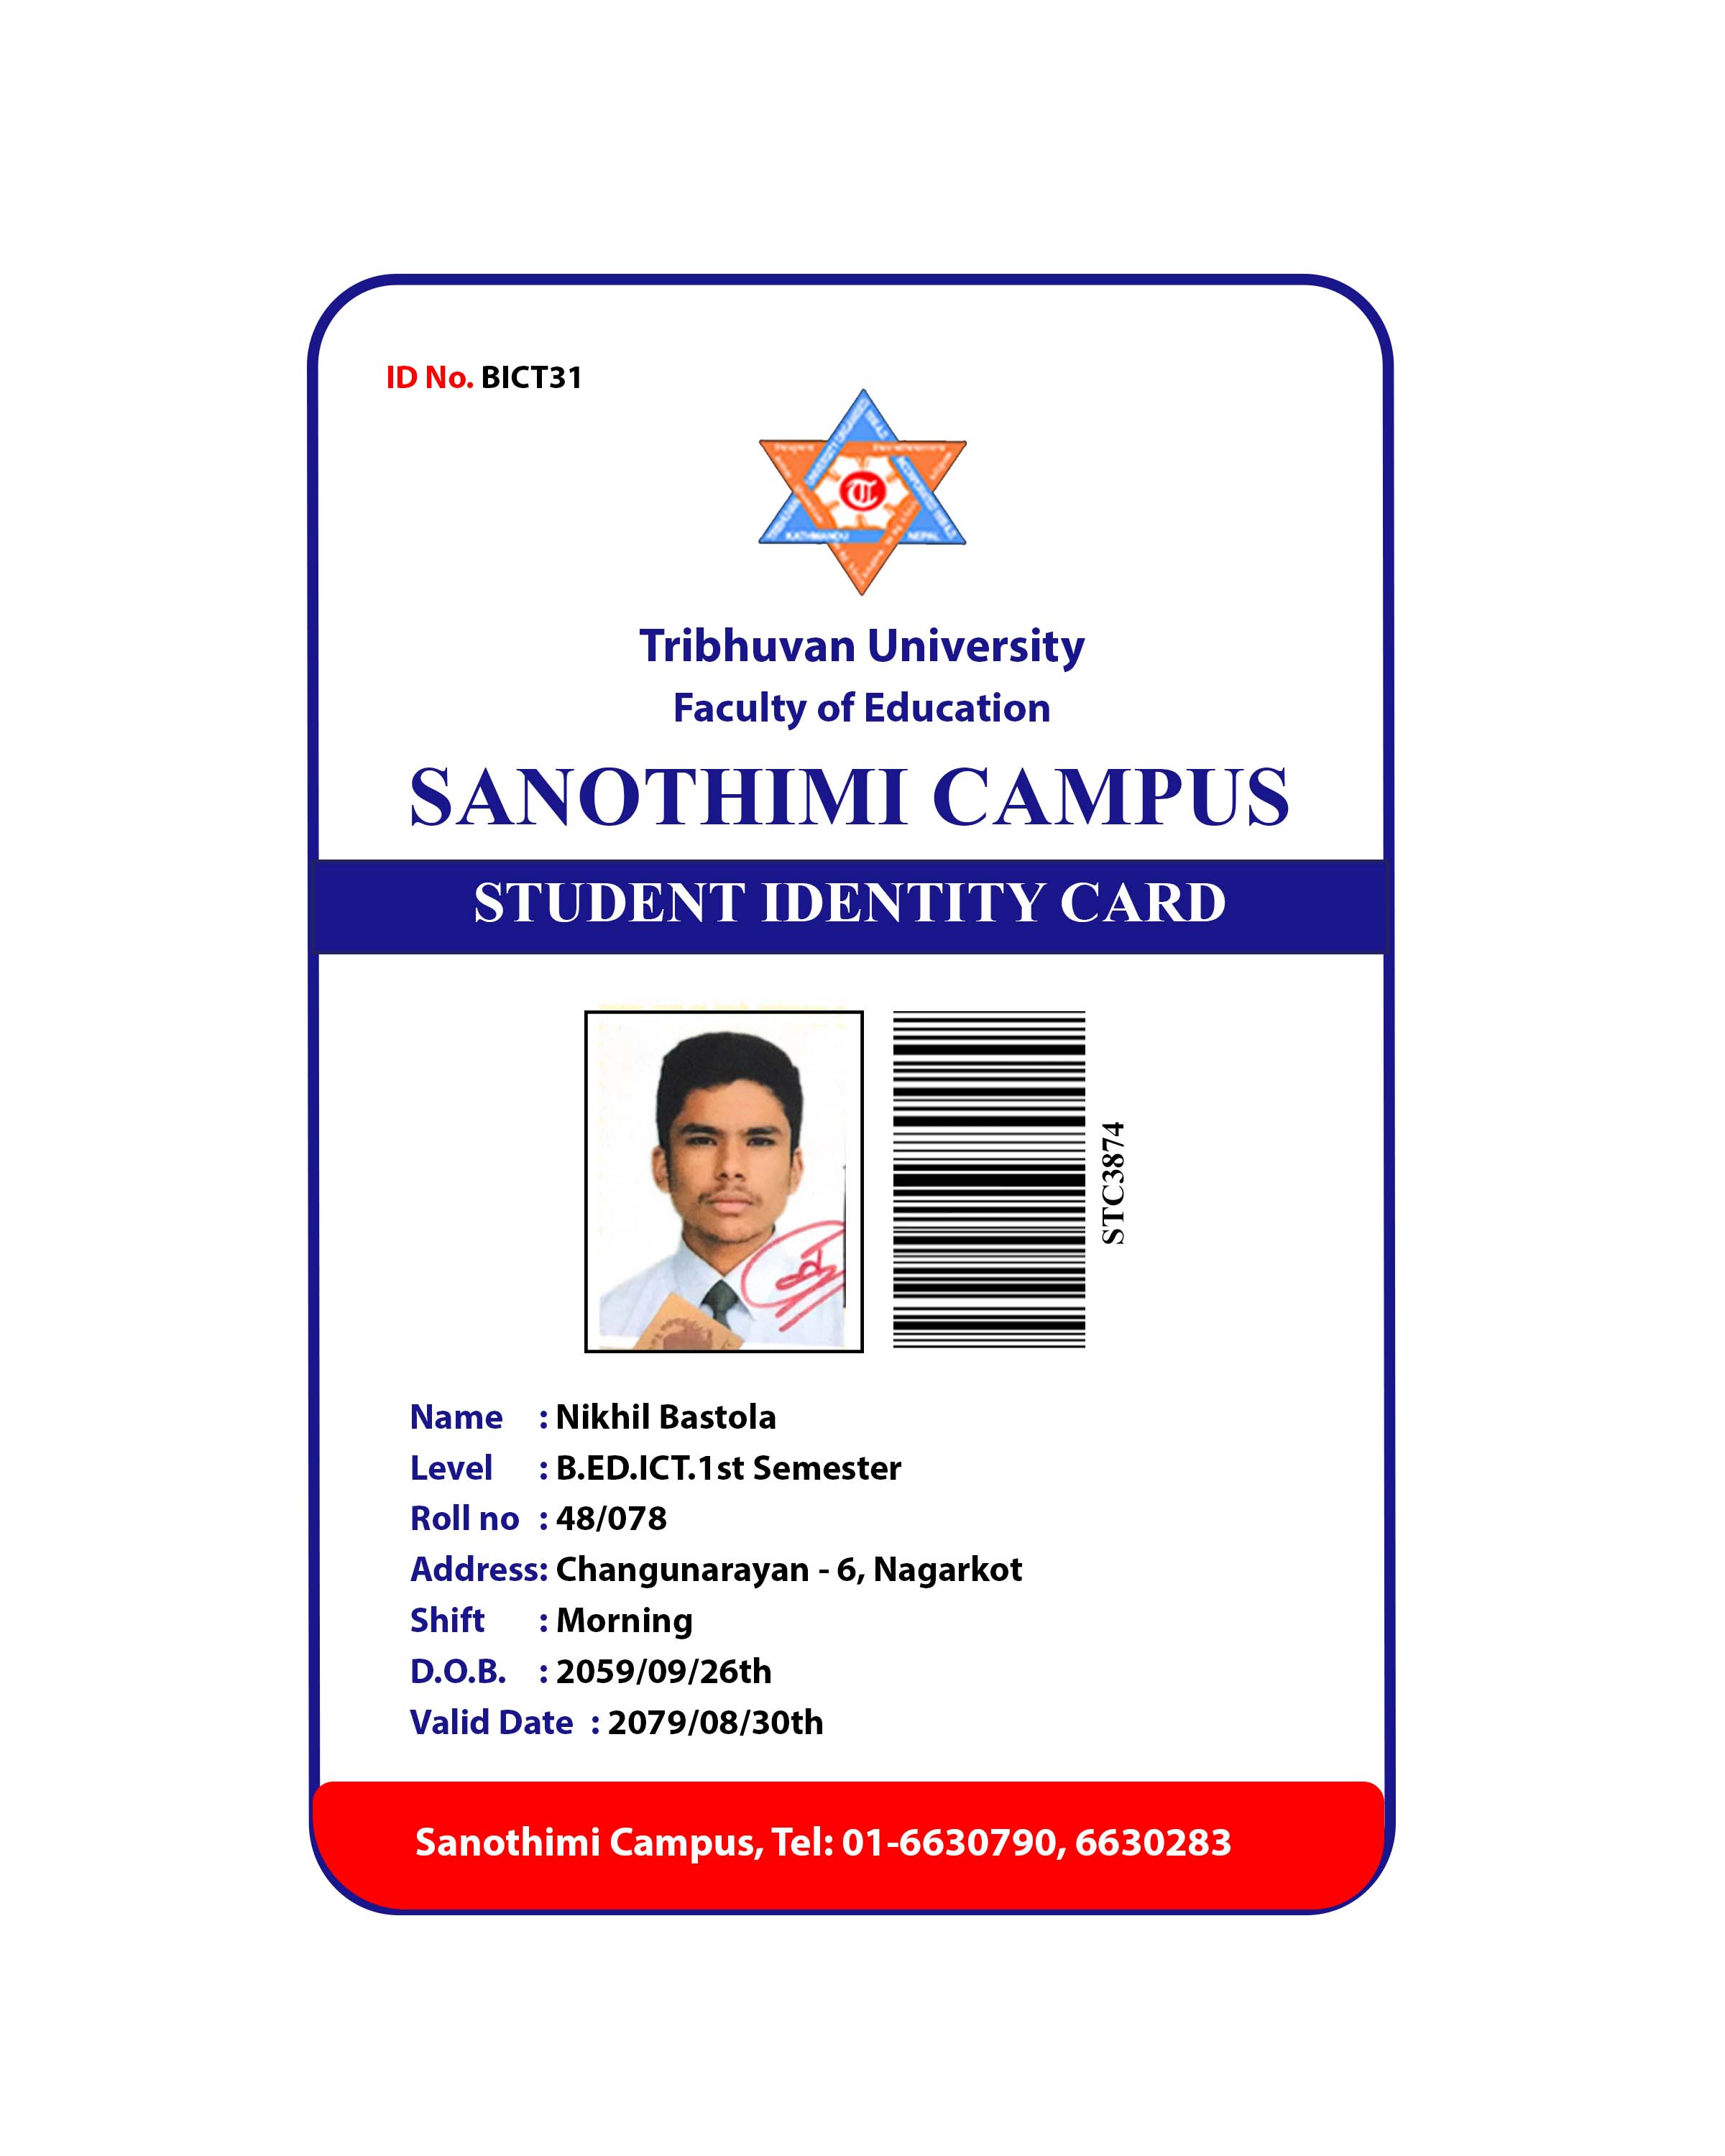 ID No. BICT31
KATHMANDU NEPAL
Tribhuvan University
Faculty of Education
SANOTHIMI CAMPUS
STUDENT IDENTITY CARD
STC3874
Name : Nikhil Bastola
Level : B.ED.ICT.1st Semester
Roll no : 48/078
Address: Changunarayan - 6, Nagarkot
Shift : Morning
D.O.B. : 2059/09/26th
Valid Date : 2079/08/30th
Sanothimi Campus, Tel: 01-6630790, 6630283